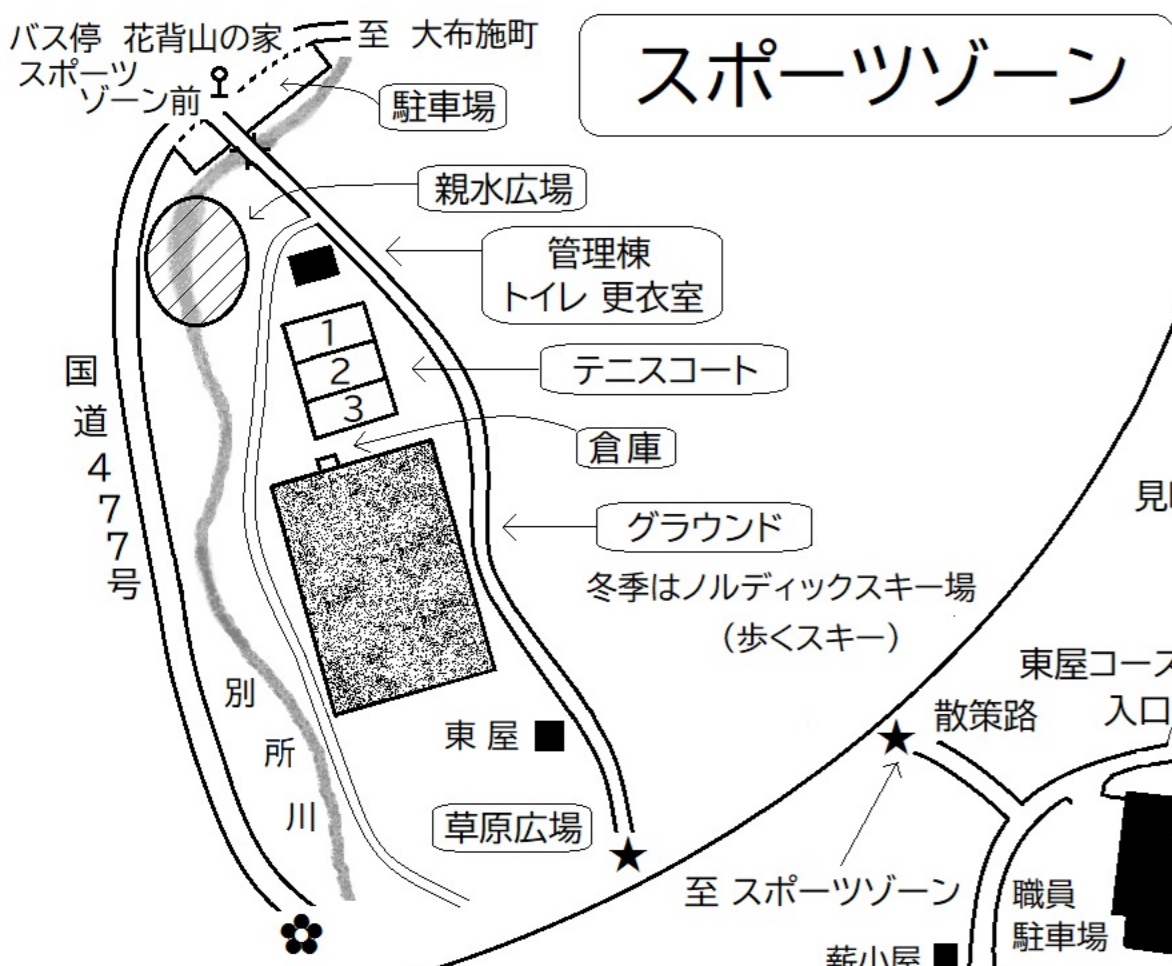 スポーツゾーン
バス停 花背山の家
スポーツ
ゾーン前
至 大布施町
駐車場
親水広場
管理棟
トイレ 更衣室
1
2
3
テニスコート
倉庫
グラウンド
冬季はノルディックスキー場
(歩くスキー)
国道477号
別所川
東屋
草原広場
散策路
東屋コース
入口
至 スポーツゾーン
職員
駐車場
薪小屋